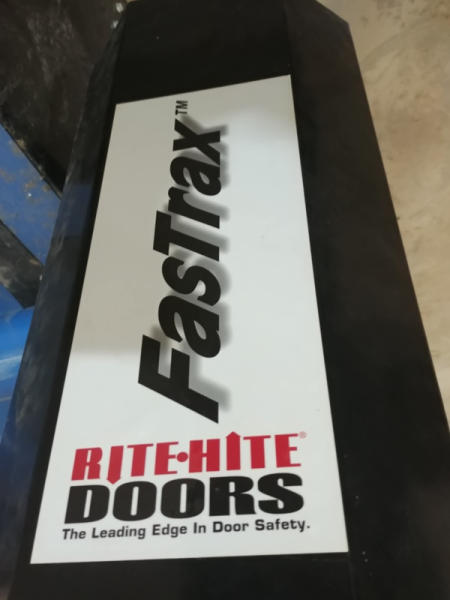 FasTrax™
RITE•HITE®
DOORS
The Leading Edge In Door Safety.